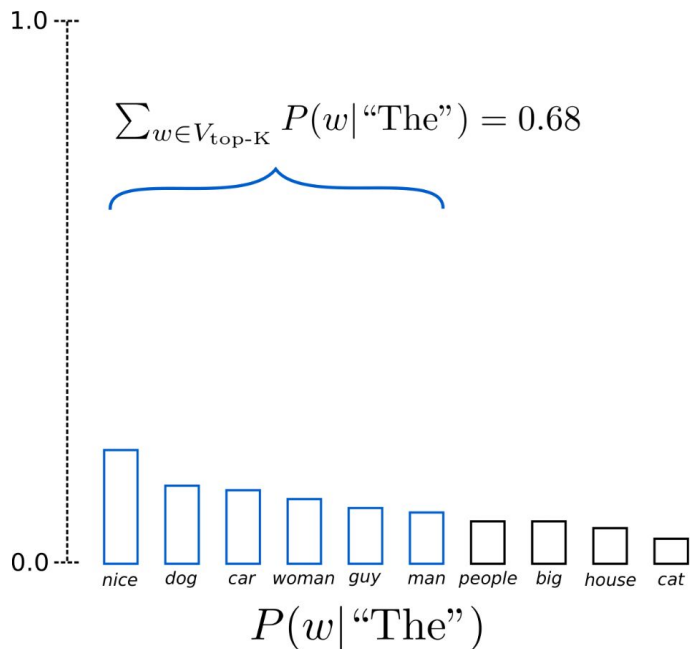 1.0
∑w∈Vtop-K P(w|“The”) = 0.68
0.0
nice dog car woman guy man people big house cat
P(w|“The”)